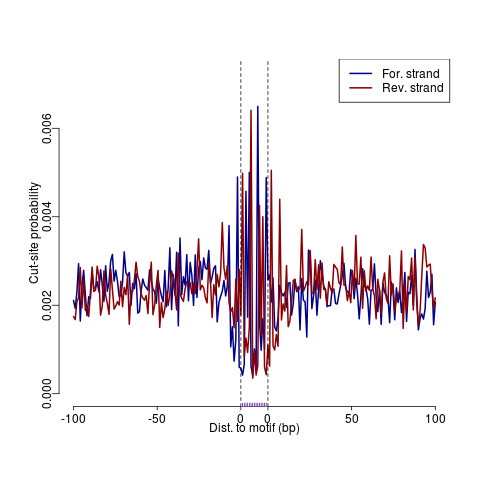 For. strand
Rev. strand
Cut-site probability
0.006
0.004
0.002
0.000
-100 -50 0 0 50 100
Dist. to motif (bp)